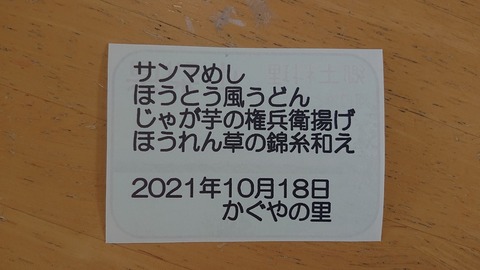 サンマめし
ほうとう風うどん
じゃが芋の権兵衛揚げ
ほうれん草の錦糸和え
2021年10月18日
かぐやの里